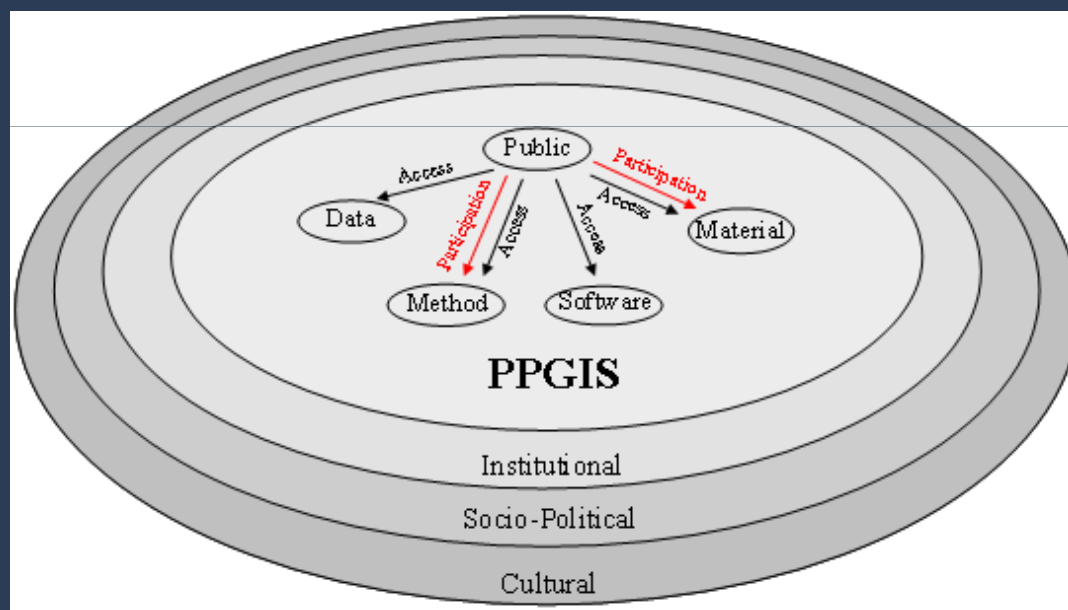 Public
Access
Participation
Access
Access
Participation
Access
Data
Material
Method
Software
PPGIS
Institutional
Socio-Political
Cultural